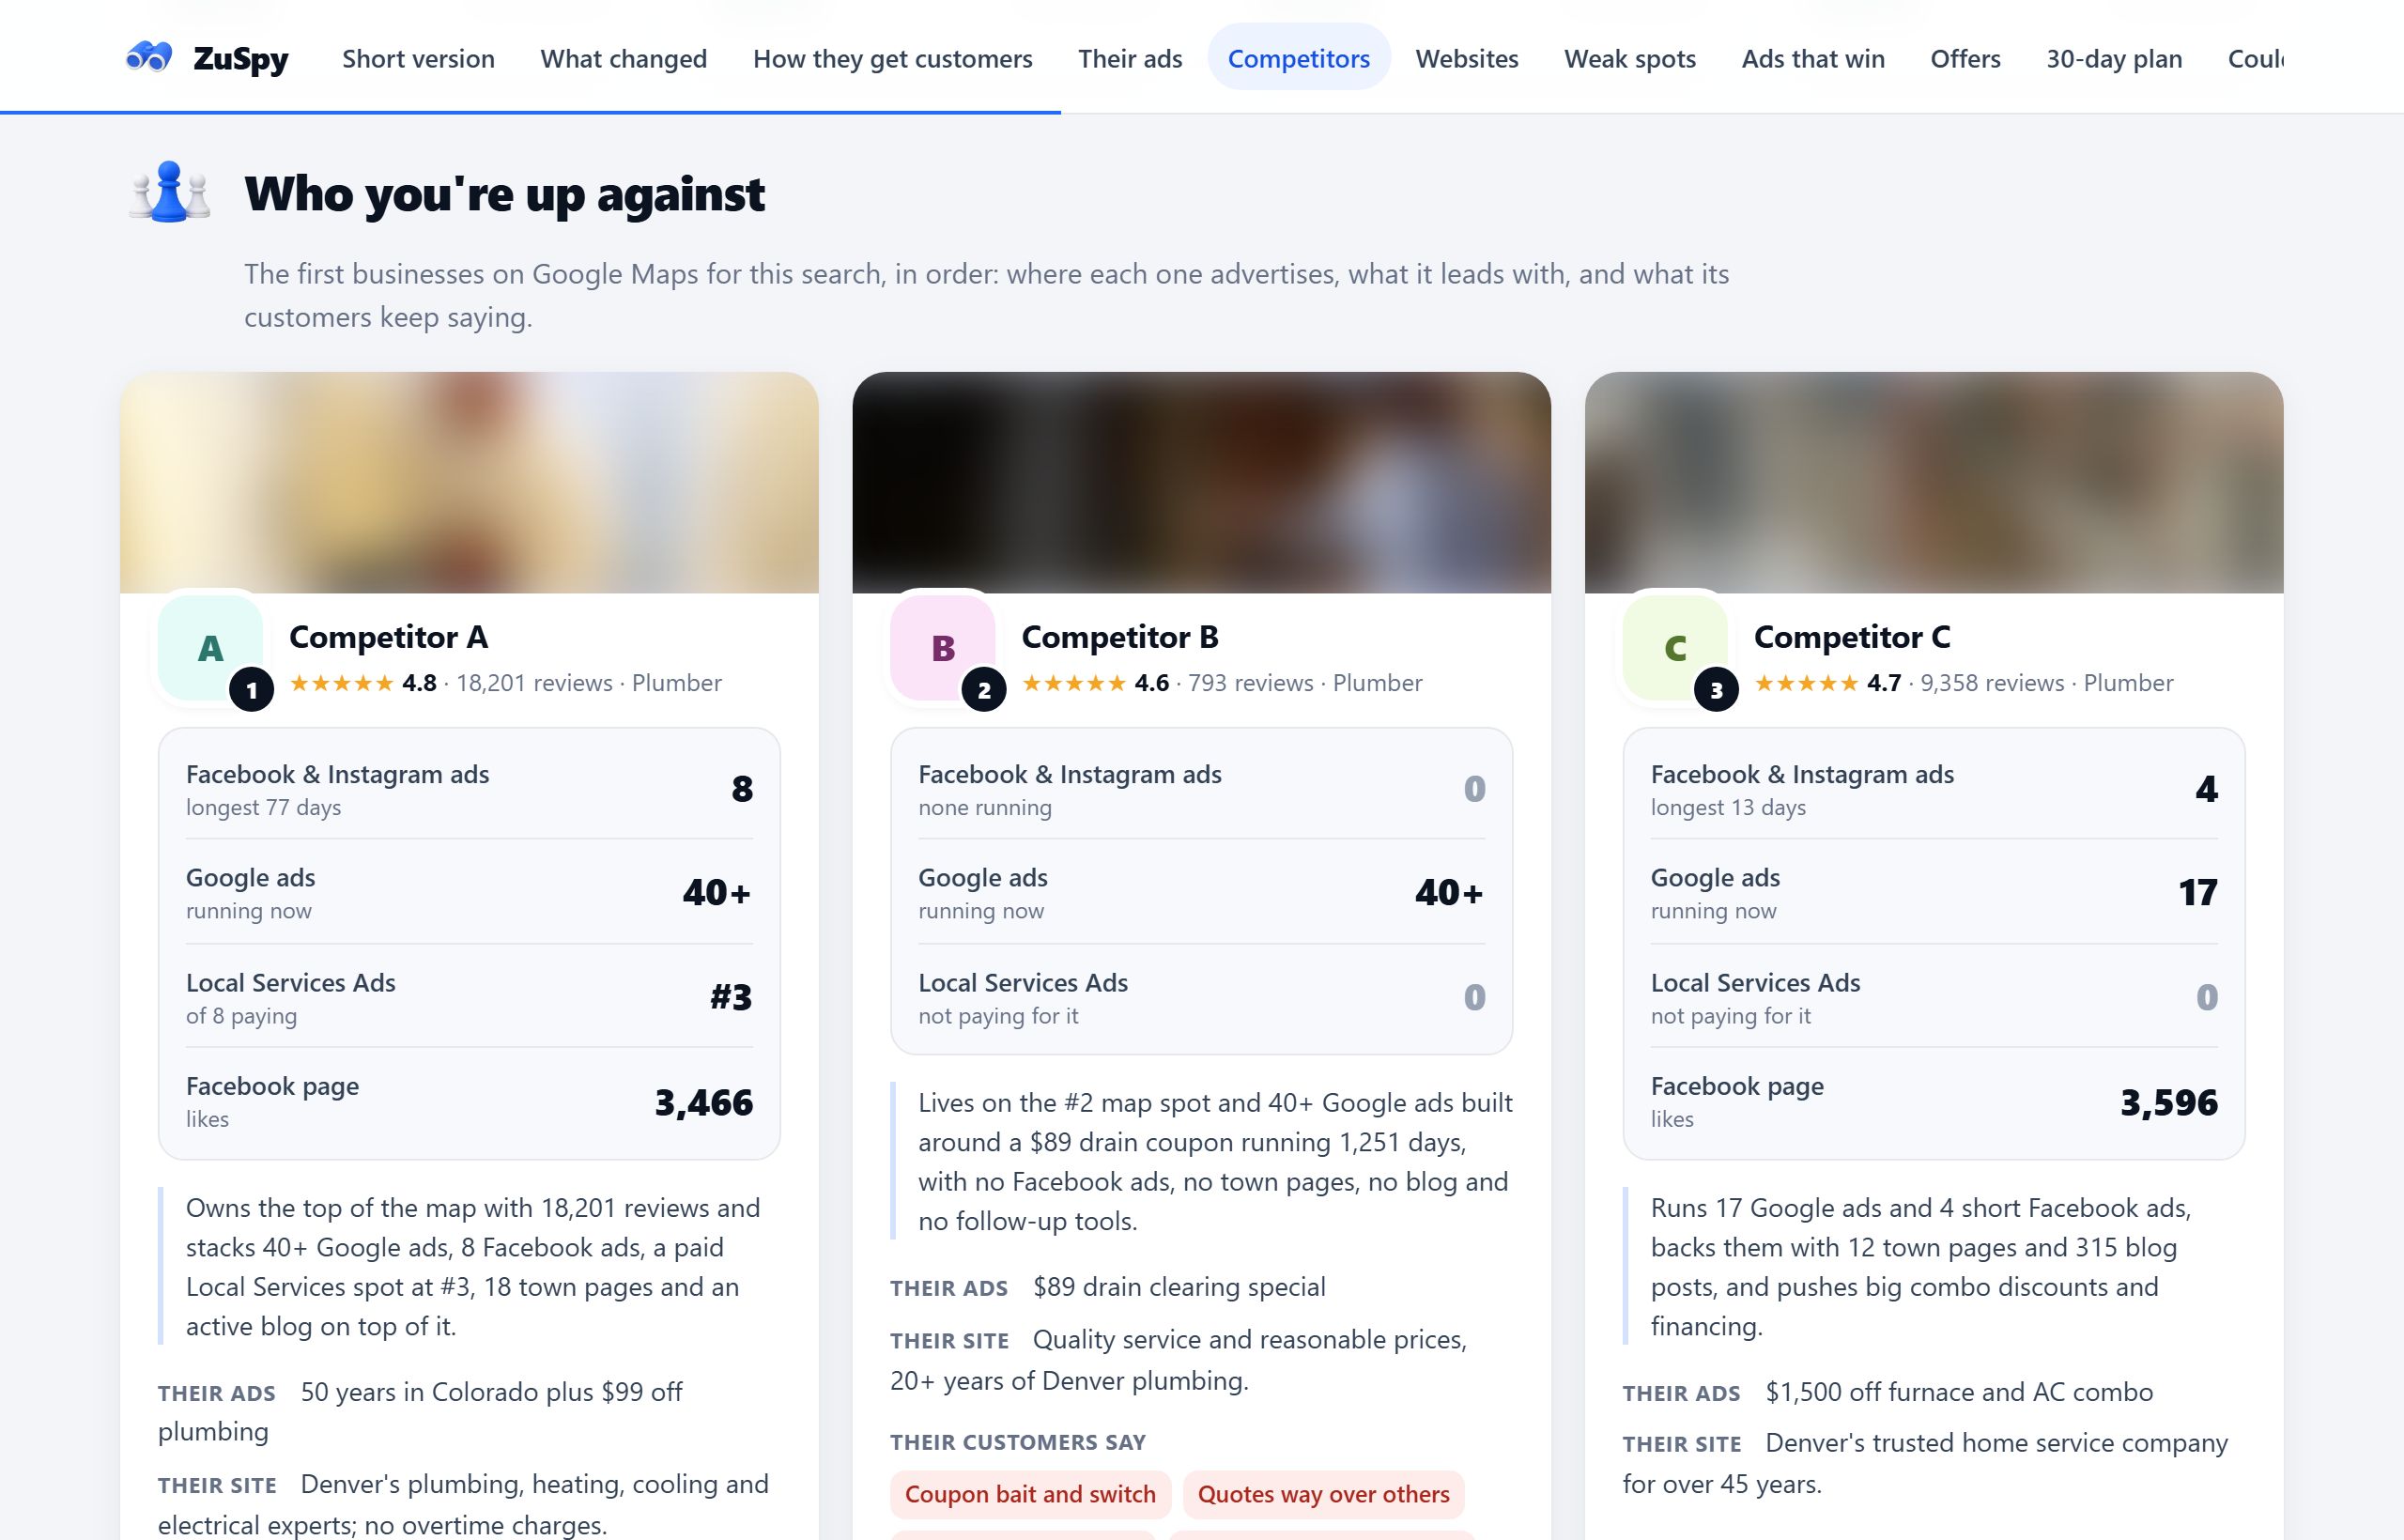 ZuSpy
Short version
What changed
How they get customers
Their ads
Competitors
Websites
Weak spots
Ads that win
Offers
30-day plan
Who you're up against
The first businesses on Google Maps for this search, in order: where each one advertises, what it leads with, and what its
customers keep saying.
A
1
Competitor A
★★★★★ 4.8 · 18,201 reviews · Plumber
Facebook & Instagram ads
longest 77 days
8
Google ads
running now
40+
Local Services Ads
of 8 paying
#3
Facebook page
likes
3,466
Owns the top of the map with 18,201 reviews and
stacks 40+ Google ads, 8 Facebook ads, a paid
Local Services spot at #3, 18 town pages and an
active blog on top of it.
THEIR ADS 50 years in Colorado plus $99 off
plumbing
THEIR SITE Denver's plumbing, heating, cooling and
electrical experts; no overtime charges.
B
2
Competitor B
★★★★★ 4.6 · 793 reviews · Plumber
Facebook & Instagram ads
none running
0
Google ads
running now
40+
Local Services Ads
not paying for it
0
Lives on the #2 map spot and 40+ Google ads built
around a $89 drain coupon running 1,251 days,
with no Facebook ads, no town pages, no blog and
no follow-up tools.
THEIR ADS $89 drain clearing special
THEIR SITE Quality service and reasonable prices,
20+ years of Denver plumbing.
THEIR CUSTOMERS SAY
Coupon bait and switch
Quotes way over others
C
3
Competitor C
★★★★★ 4.7 · 9,358 reviews · Plumber
Facebook & Instagram ads
longest 13 days
4
Google ads
running now
17
Local Services Ads
not paying for it
0
Facebook page
likes
3,596
Runs 17 Google ads and 4 short Facebook ads,
backs them with 12 town pages and 315 blog
posts, and pushes big combo discounts and
financing.
THEIR ADS $1,500 off furnace and AC combo
THEIR SITE Denver's trusted home service company
for over 45 years.